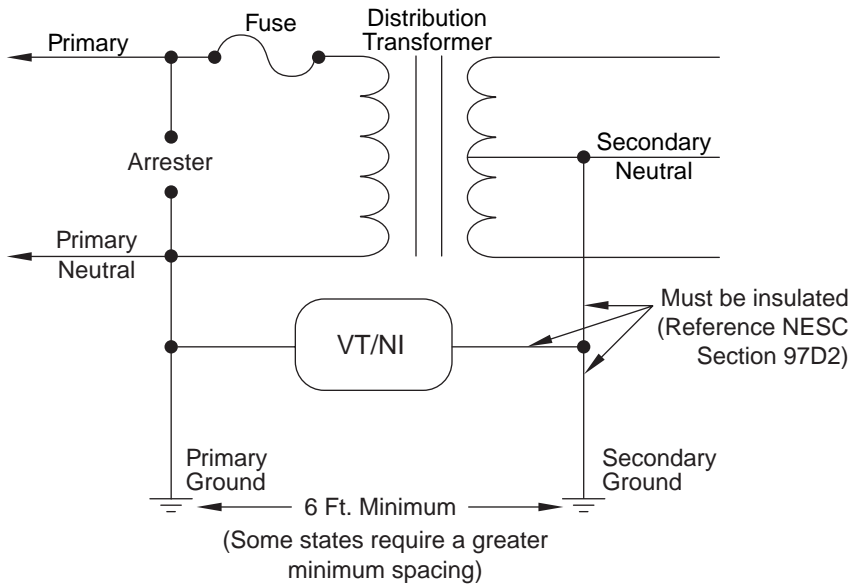 Fuse
Distribution
Transformer
Primary
Arrester
Secondary
Neutral
Primary
Neutral
Must be insulated
(Reference NESC
Section 97D2)
VT/NI
Primary
Ground
Secondary
Ground
6 Ft. Minimum
(Some states require a greater
minimum spacing)